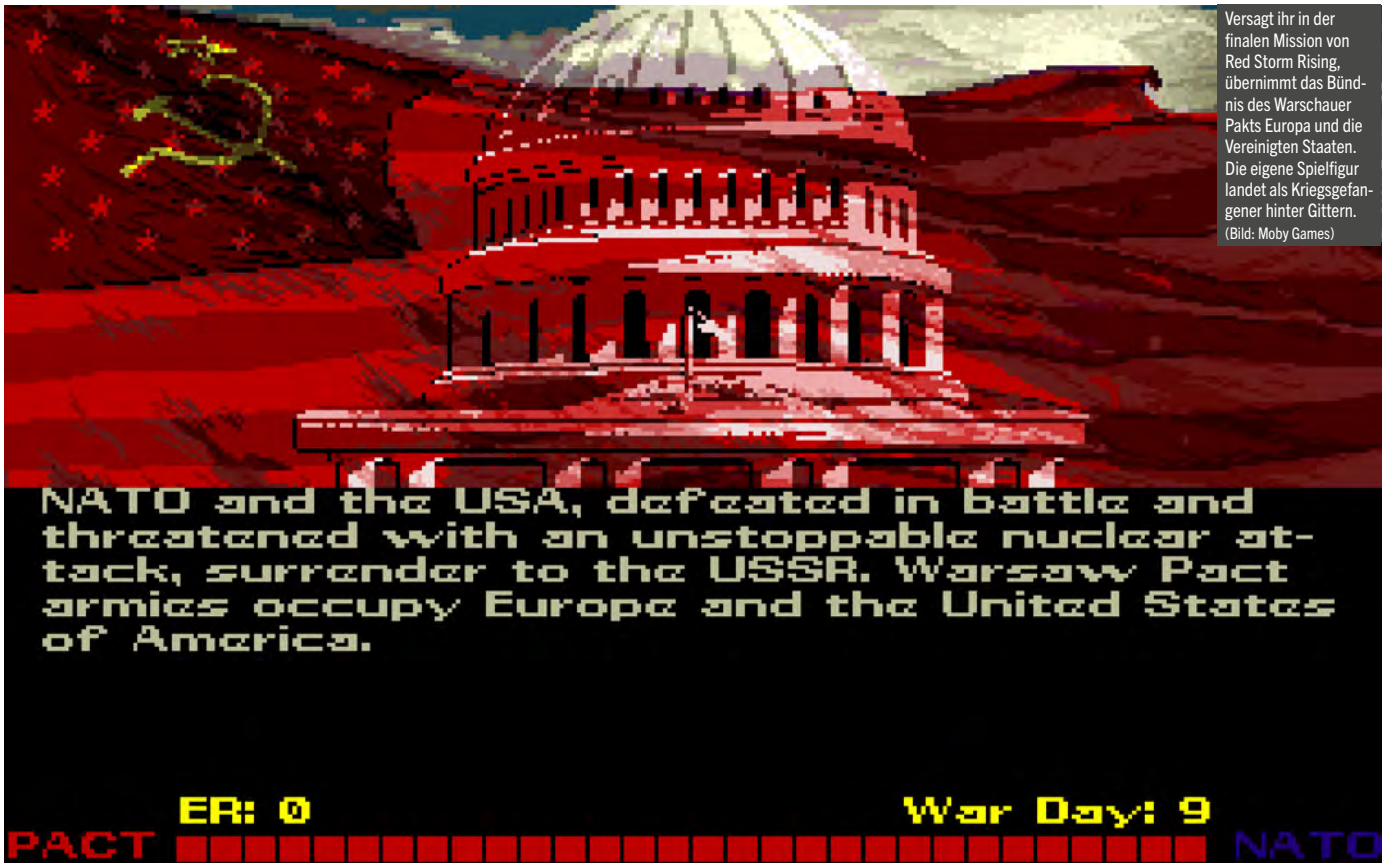 Versagt ihr in der
finalen Mission von
Red Storm Rising,
übernimmt das Bünd-
nis des Warschauer
Pakts Europa und die
Vereinigten Staaten.
Die eigene Spielfigur
landet als Kriegsgefan-
gener hinter Gittern.
(Bild: Moby Games)
NATO and the USA, defeated in battle and
threatened with an unstoppable nuclear at-
tack, surrender to the USSR. Warsaw Pact
armies occupy Europe and the United States
of America.
ER: 0 War Day: 9
PACT NATO